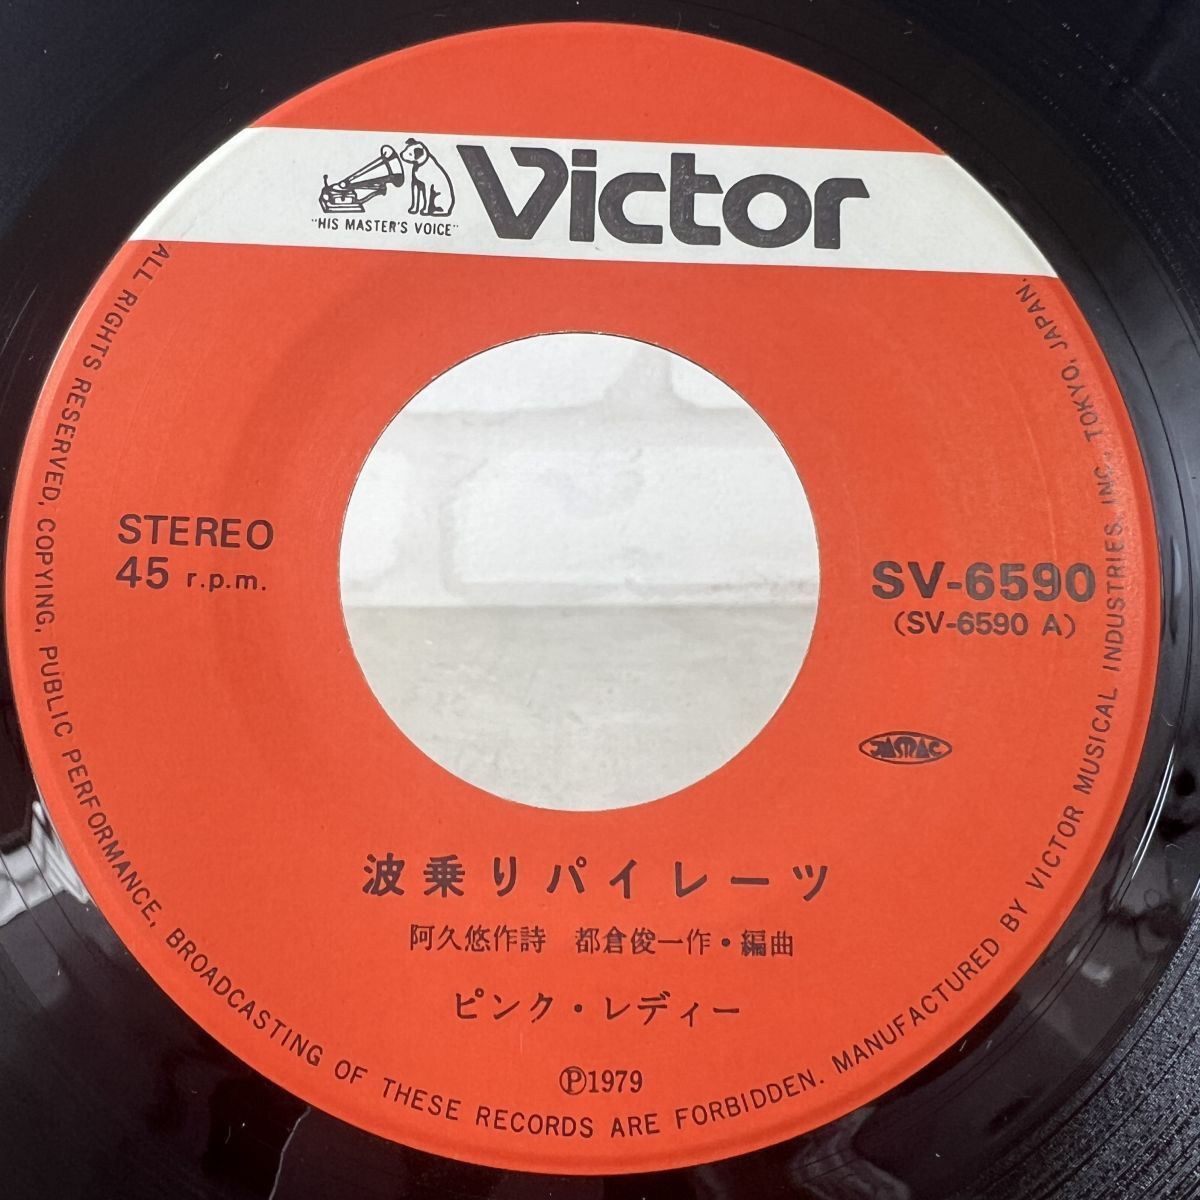 Victor
"HIS MASTER'S VOICE"
STEREO
45 r.p.m.
SV-6590
(SV-6590 A)
JASRAC
波乗りパイレーツ
阿久悠作詩 都倉俊一作・編曲
ピンク・レディー
Ⓟ1979
ALL RIGHTS RESERVED, COPYING, PUBLIC PERFORMANCE, BROADCASTING OF THESE RECORDS ARE FORBIDDEN. MANUFACTURED BY VICTOR MUSICAL INDUSTRIES, INC., TOKYO, JAPAN.